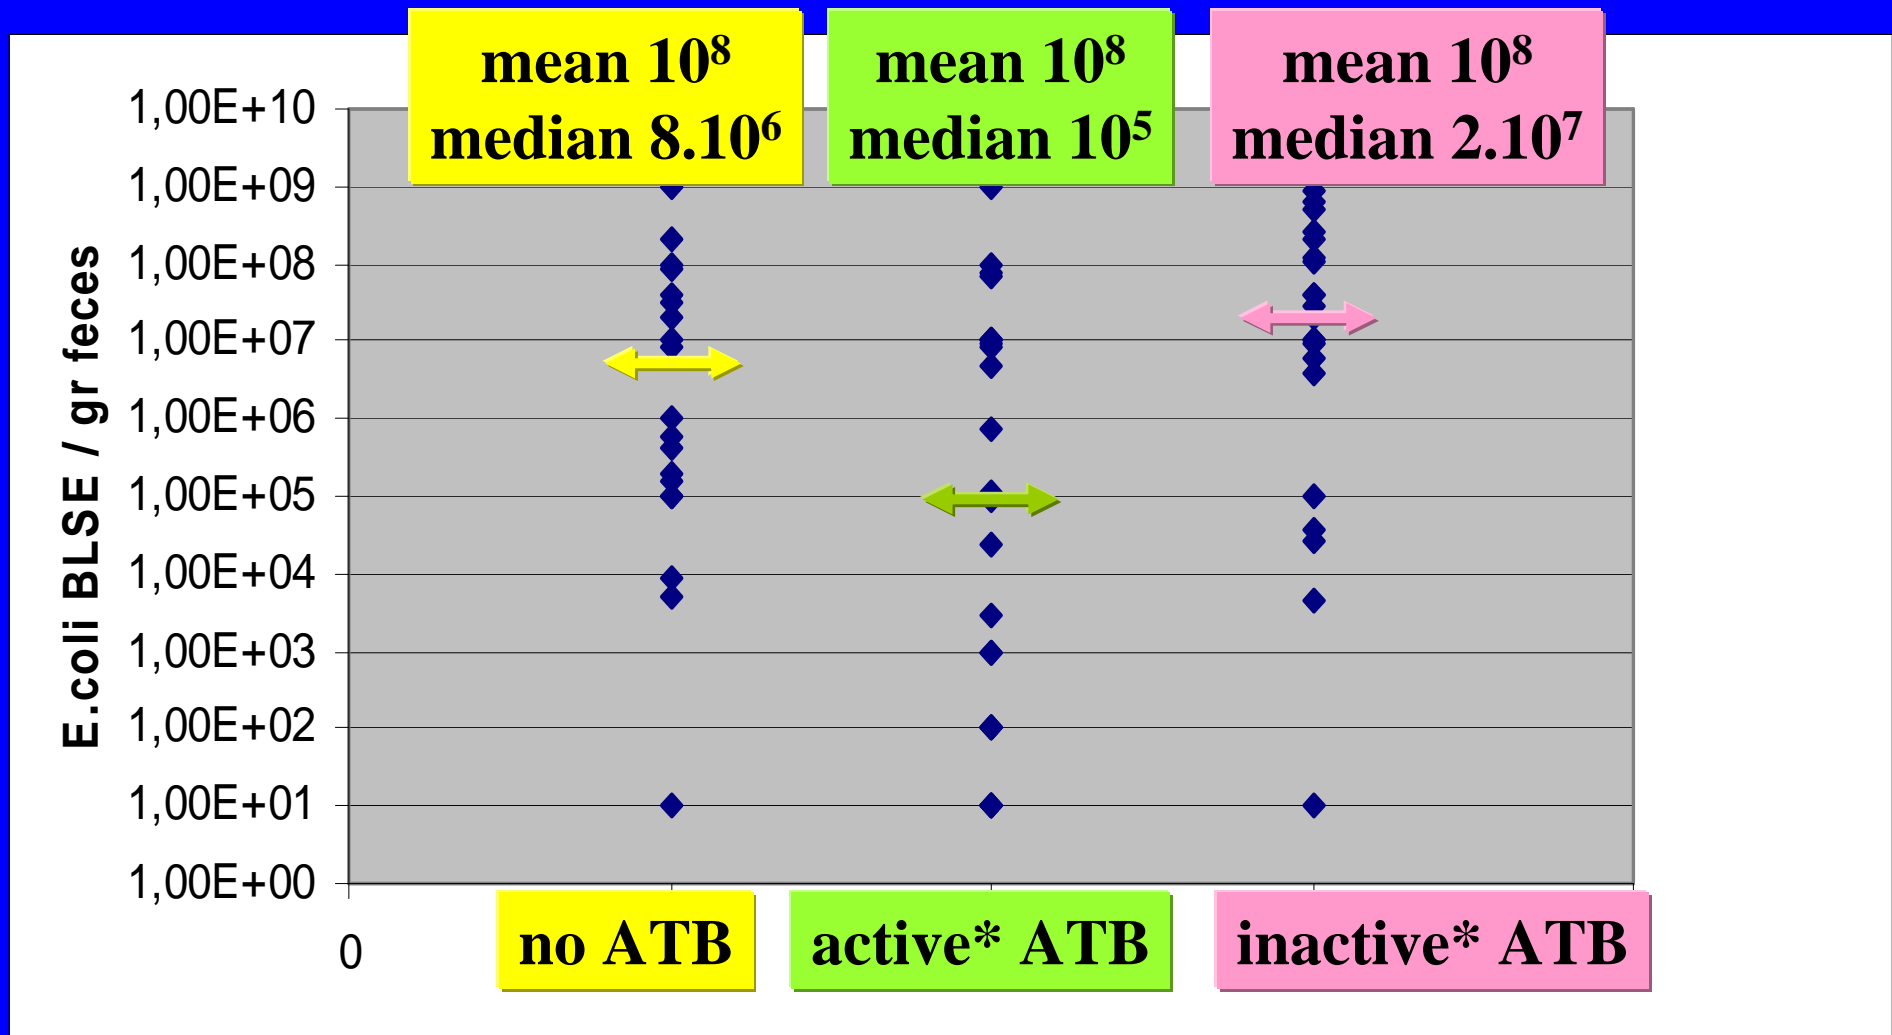 mean 10⁸
median 8.10⁶
mean 10⁸
median 10⁵
mean 10⁸
median 2.10⁷
E.coli BLSE / gr feces
1,00E+10
1,00E+09
1,00E+08
1,00E+07
1,00E+06
1,00E+05
1,00E+04
1,00E+03
1,00E+02
1,00E+01
1,00E+00
0
no ATB
active* ATB
inactive* ATB